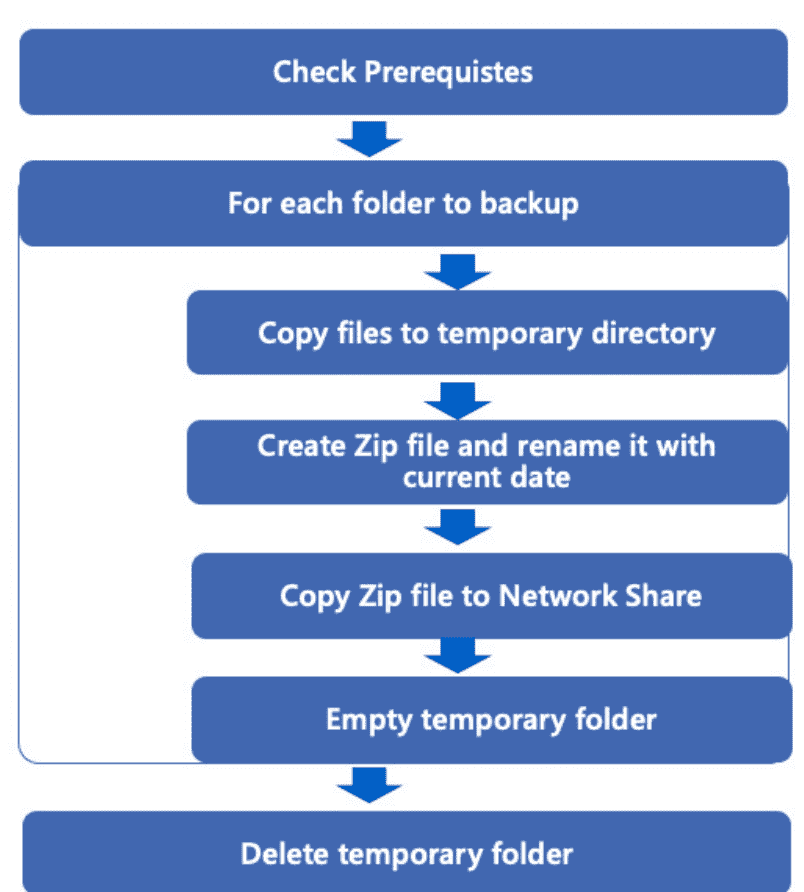 Check Prerequistes
For each folder to backup
Copy files to temporary directory
Create Zip file and rename it with
current date
Copy Zip file to Network Share
Empty temporary folder
Delete temporary folder